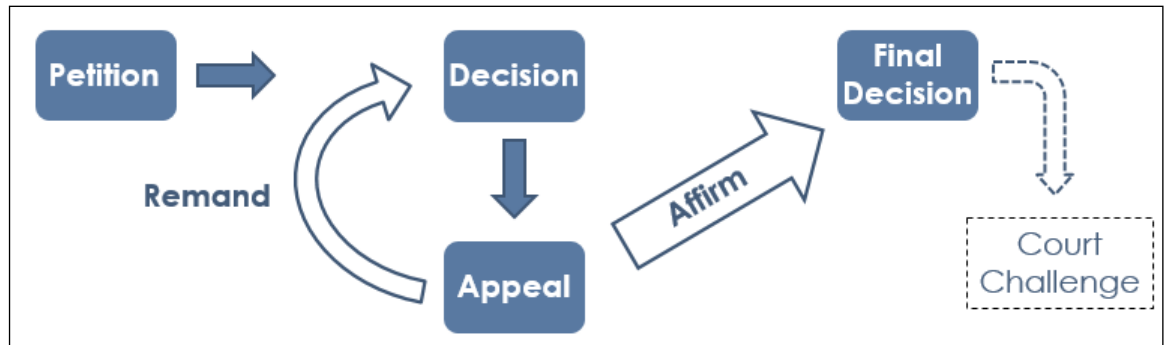 Petition
Decision
Final
Decision
Remand
Affirm
Appeal
Court
Challenge